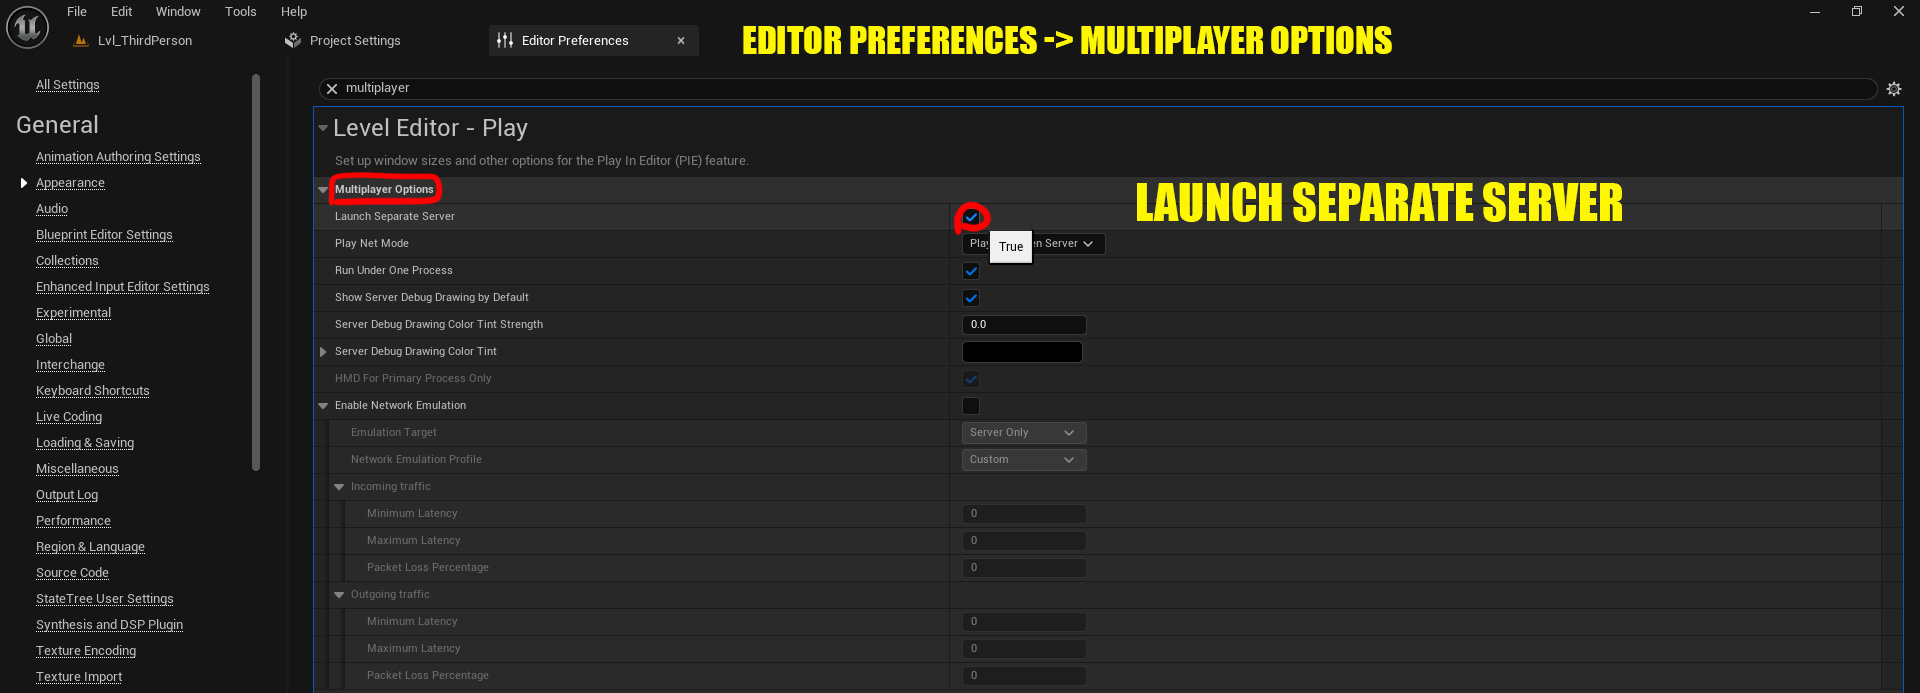 File Edit Window Tools Help
Lvl_ThirdPerson Project Settings Editor Preferences
EDITOR PREFERENCES -> MULTIPLAYER OPTIONS
All Settings
General
Animation Authoring Settings
Appearance
Audio
Blueprint Editor Settings
Collections
Enhanced Input Editor Settings
Experimental
Global
Interchange
Keyboard Shortcuts
Live Coding
Loading & Saving
Miscellaneous
Output Log
Performance
Region & Language
Source Code
StateTree User Settings
Synthesis and DSP Plugin
Texture Encoding
Texture Import
multiplayer
Level Editor - Play
Set up window sizes and other options for the Play In Editor (PIE) feature.
Multiplayer Options
LAUNCH SEPARATE SERVER
Launch Separate Server
Play Net Mode Server
True
Run Under One Process
Show Server Debug Drawing by Default
Server Debug Drawing Color Tint Strength 0.0
Server Debug Drawing Color Tint
HMD For Primary Process Only
Enable Network Emulation
Emulation Target Server Only
Network Emulation Profile Custom
Incoming traffic
Minimum Latency 0
Maximum Latency 0
Packet Loss Percentage 0
Outgoing traffic
Minimum Latency 0
Maximum Latency 0
Packet Loss Percentage 0